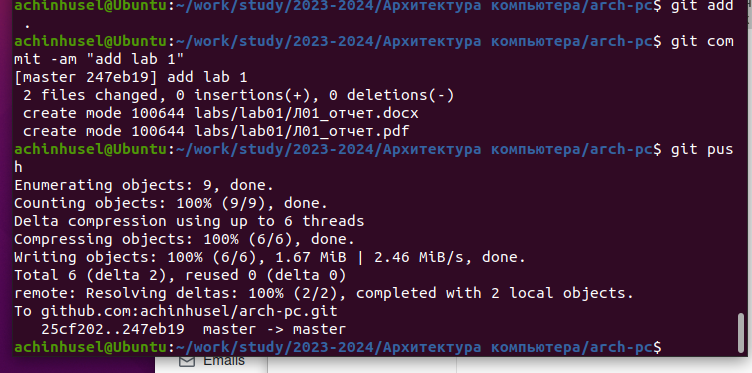 achinhusel@Ubuntu:~/work/study/2023-2024/Архитектура компьютера/arch-pc$ git add
 .
achinhusel@Ubuntu:~/work/study/2023-2024/Архитектура компьютера/arch-pc$ git com
mit -am "add lab 1"
[master 247eb19] add lab 1
 2 files changed, 0 insertions(+), 0 deletions(-)
 create mode 100644 labs/lab01/Л01_отчет.docx
 create mode 100644 labs/lab01/Л01_отчет.pdf
achinhusel@Ubuntu:~/work/study/2023-2024/Архитектура компьютера/arch-pc$ git pus
h
Enumerating objects: 9, done.
Counting objects: 100% (9/9), done.
Delta compression using up to 6 threads
Compressing objects: 100% (6/6), done.
Writing objects: 100% (6/6), 1.67 MiB | 2.46 MiB/s, done.
Total 6 (delta 2), reused 0 (delta 0)
remote: Resolving deltas: 100% (2/2), completed with 2 local objects.
To github.com:achinhusel/arch-pc.git
   25cf202..247eb19  master -> master
achinhusel@Ubuntu:~/work/study/2023-2024/Архитектура компьютера/arch-pc$
Emails